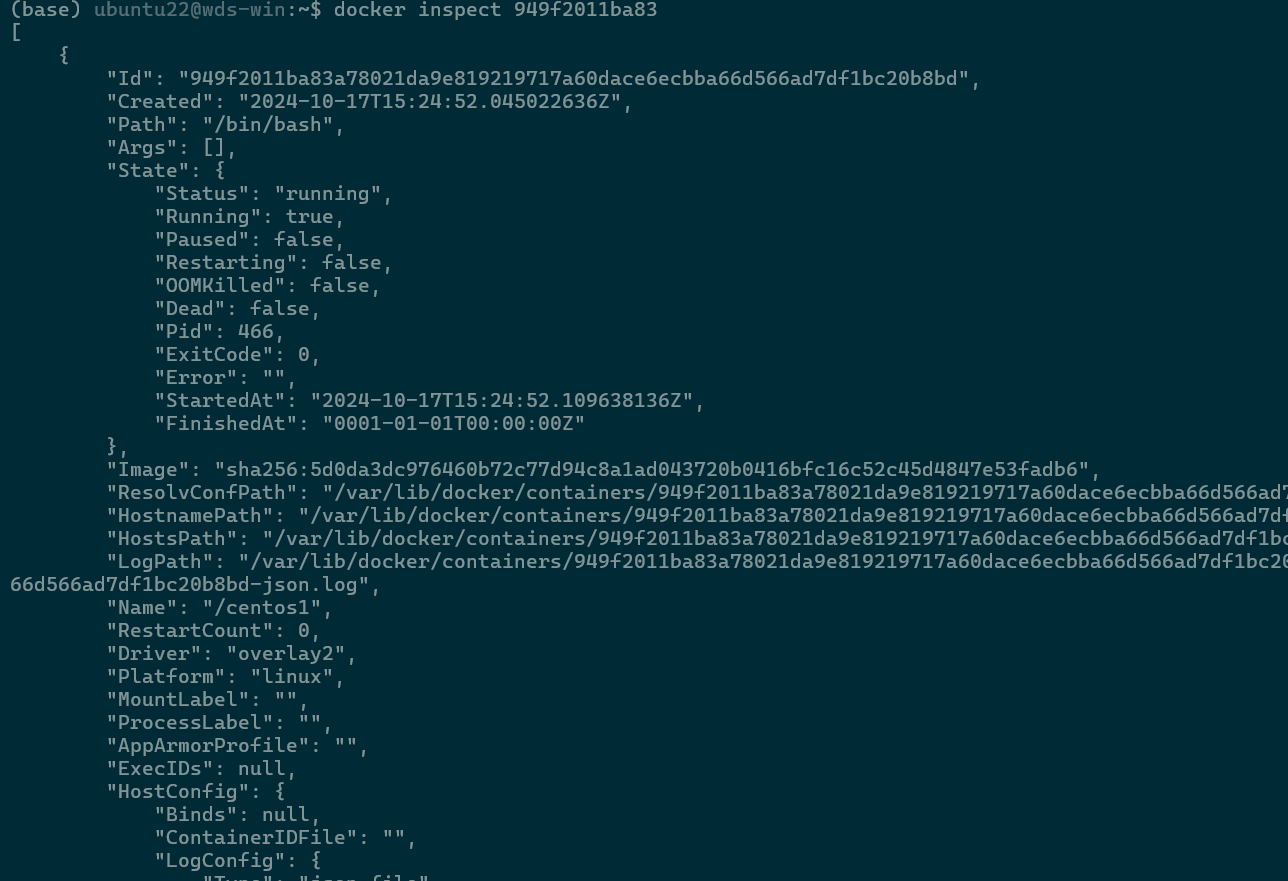 (base) ubuntu22@wds-win:~$ docker inspect 949f2011ba83
[
    {
        "Id": "949f2011ba83a78021da9e819219717a60dace6ecbba66d566ad7df1bc20b8bd",
        "Created": "2024-10-17T15:24:52.045022636Z",
        "Path": "/bin/bash",
        "Args": [],
        "State": {
            "Status": "running",
            "Running": true,
            "Paused": false,
            "Restarting": false,
            "OOMKilled": false,
            "Dead": false,
            "Pid": 466,
            "ExitCode": 0,
            "Error": "",
            "StartedAt": "2024-10-17T15:24:52.109638136Z",
            "FinishedAt": "0001-01-01T00:00:00Z"
        },
        "Image": "sha256:5d0da3dc976460b72c77d94c8a1ad043720b0416bfc16c52c45d4847e53fadb6",
        "ResolvConfPath": "/var/lib/docker/containers/949f2011ba83a78021da9e819219717a60dace6ecbba66d566ad7
        "HostnamePath": "/var/lib/docker/containers/949f2011ba83a78021da9e819219717a60dace6ecbba66d566ad7df
        "HostsPath": "/var/lib/docker/containers/949f2011ba83a78021da9e819219717a60dace6ecbba66d566ad7df1bc
        "LogPath": "/var/lib/docker/containers/949f2011ba83a78021da9e819219717a60dace6ecbba66d566ad7df1bc20
66d566ad7df1bc20b8bd-json.log",
        "Name": "/centos1",
        "RestartCount": 0,
        "Driver": "overlay2",
        "Platform": "linux",
        "MountLabel": "",
        "ProcessLabel": "",
        "AppArmorProfile": "",
        "ExecIDs": null,
        "HostConfig": {
            "Binds": null,
            "ContainerIDFile": "",
            "LogConfig": {
                "Type": "json-file",